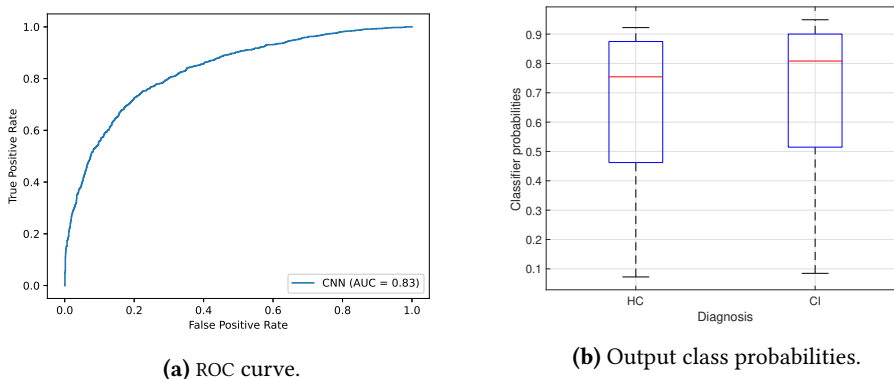 1.0
0.8
0.6
0.4
0.2
0.0
True Positive Rate
CNN (AUC = 0.83)
0.0 0.2 0.4 0.6 0.8 1.0
False Positive Rate
(a) ROC curve.
0.9
0.8
0.7
0.6
0.5
0.4
0.3
0.2
0.1
Classifier probabilities
HC CI
Diagnosis
(b) Output class probabilities.